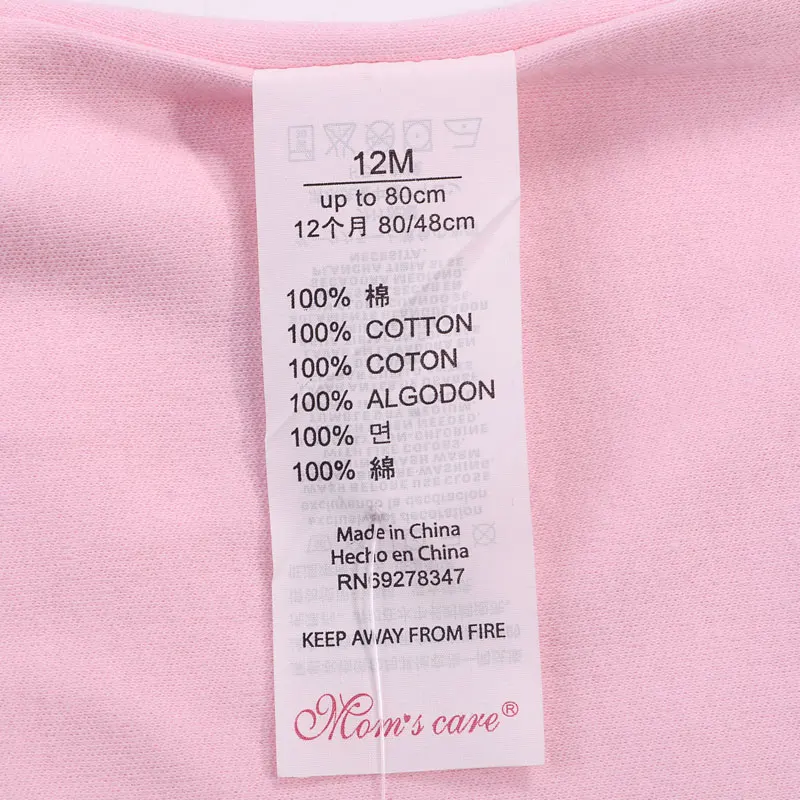 12M
up to 80cm
12个月 80/48cm
100% 棉
100% COTTON
100% COTON
100% ALGODON
100% 면
100% 綿
Made in China
Hecho en China
RN69278347
KEEP AWAY FROM FIRE
Mom's care®